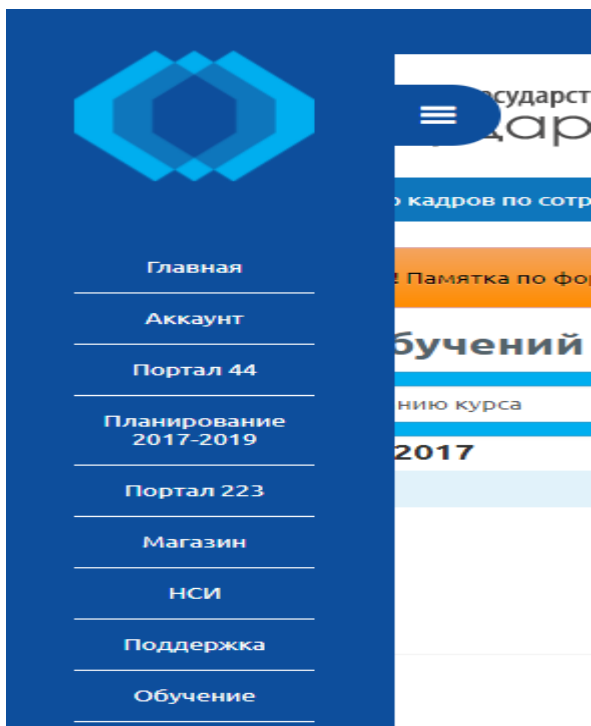 Главная
Аккаунт
Портал 44
Планирование
2017-2019
Портал 223
Магазин
НСИ
Поддержка
Обучение
сударст
дар
кадров по сотр
! Памятка по фор
бучений
нию курса
2017